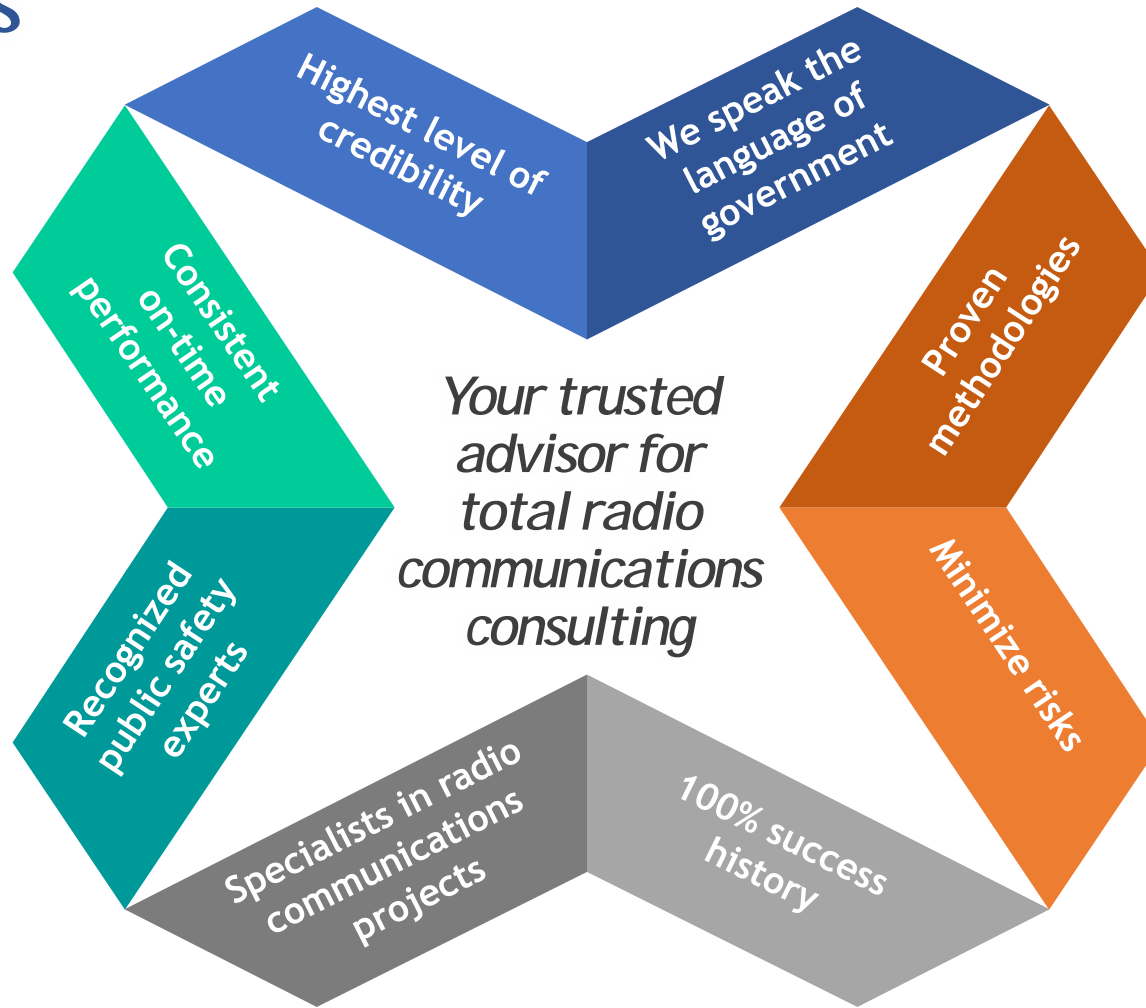 s
Highest level of
credibility
We speak the
language of
government
Proven
methodologies
Minimize risks
100% success
history
Specialists in radio
communications
projects
Recognized
public safety
experts
Consistent
on-time
performance
Your trusted
advisor for
total radio
communications
consulting